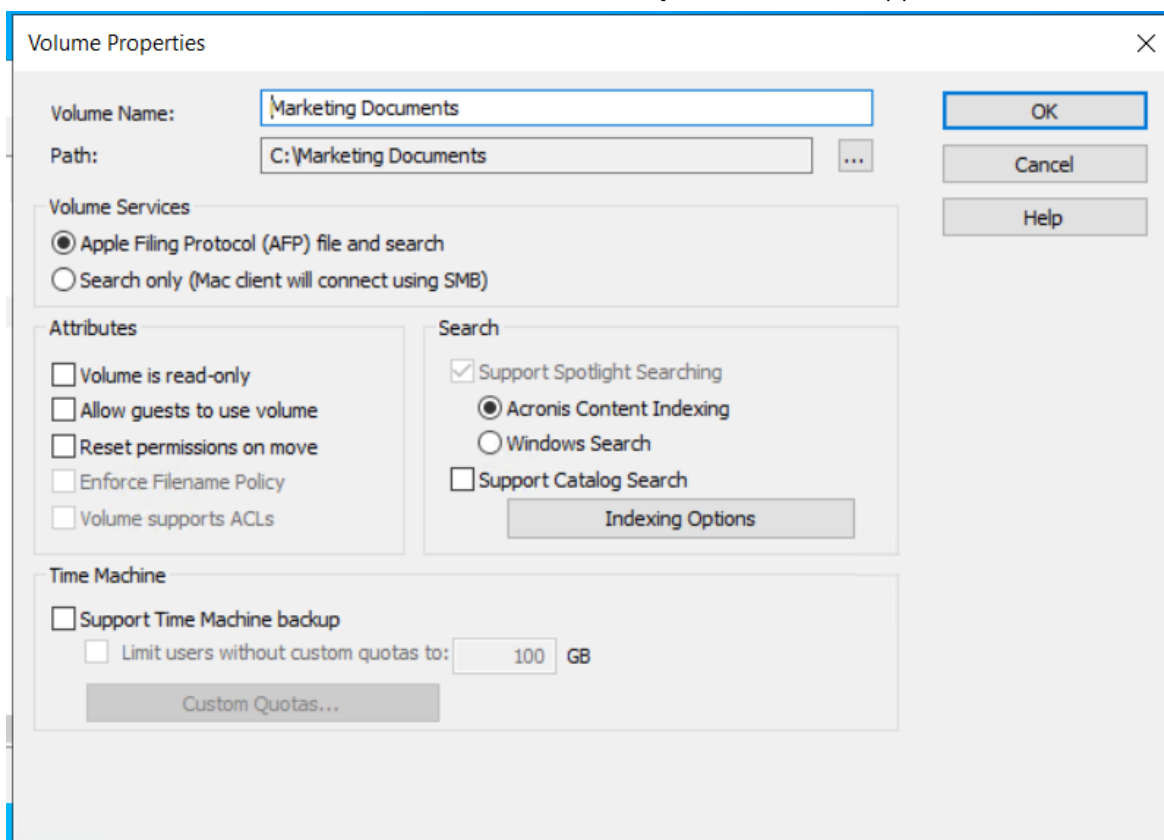 Volume Properties
Volume Name: Marketing Documents
OK
Path: C:\Marketing Documents ...
Cancel
Volume Services
Help
Apple Filing Protocol (AFP) file and search
Search only (Mac client will connect using SMB)
Attributes
Volume is read-only
Allow guests to use volume
Reset permissions on move
Enforce Filename Policy
Volume supports ACLs
Search
Support Spotlight Searching
Acronis Content Indexing
Windows Search
Support Catalog Search
Indexing Options
Time Machine
Support Time Machine backup
Limit users without custom quotas to: 100 GB
Custom Quotas...